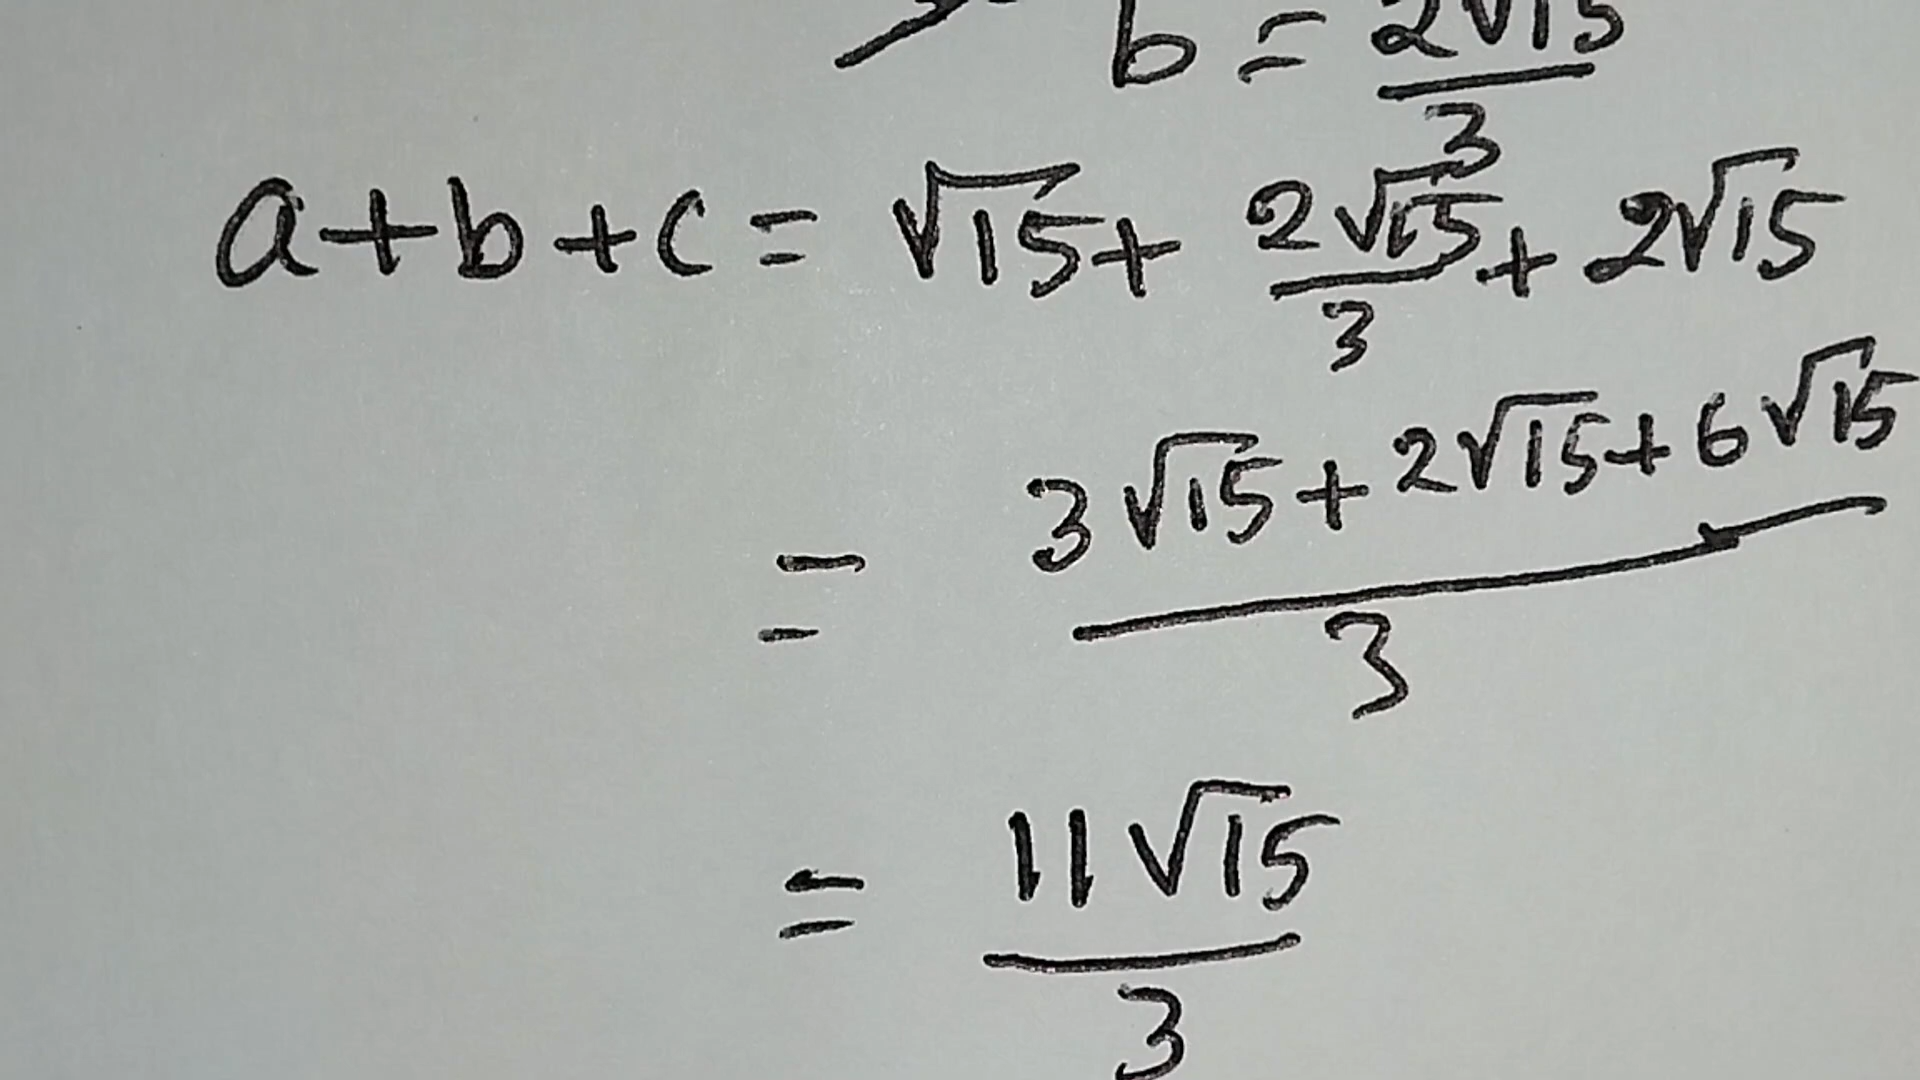 b = 2√15/3
a+b+c = √15 + 2√15/3 + 2√15
= (3√15 + 2√15 + 6√15)/3
= 11√15/3